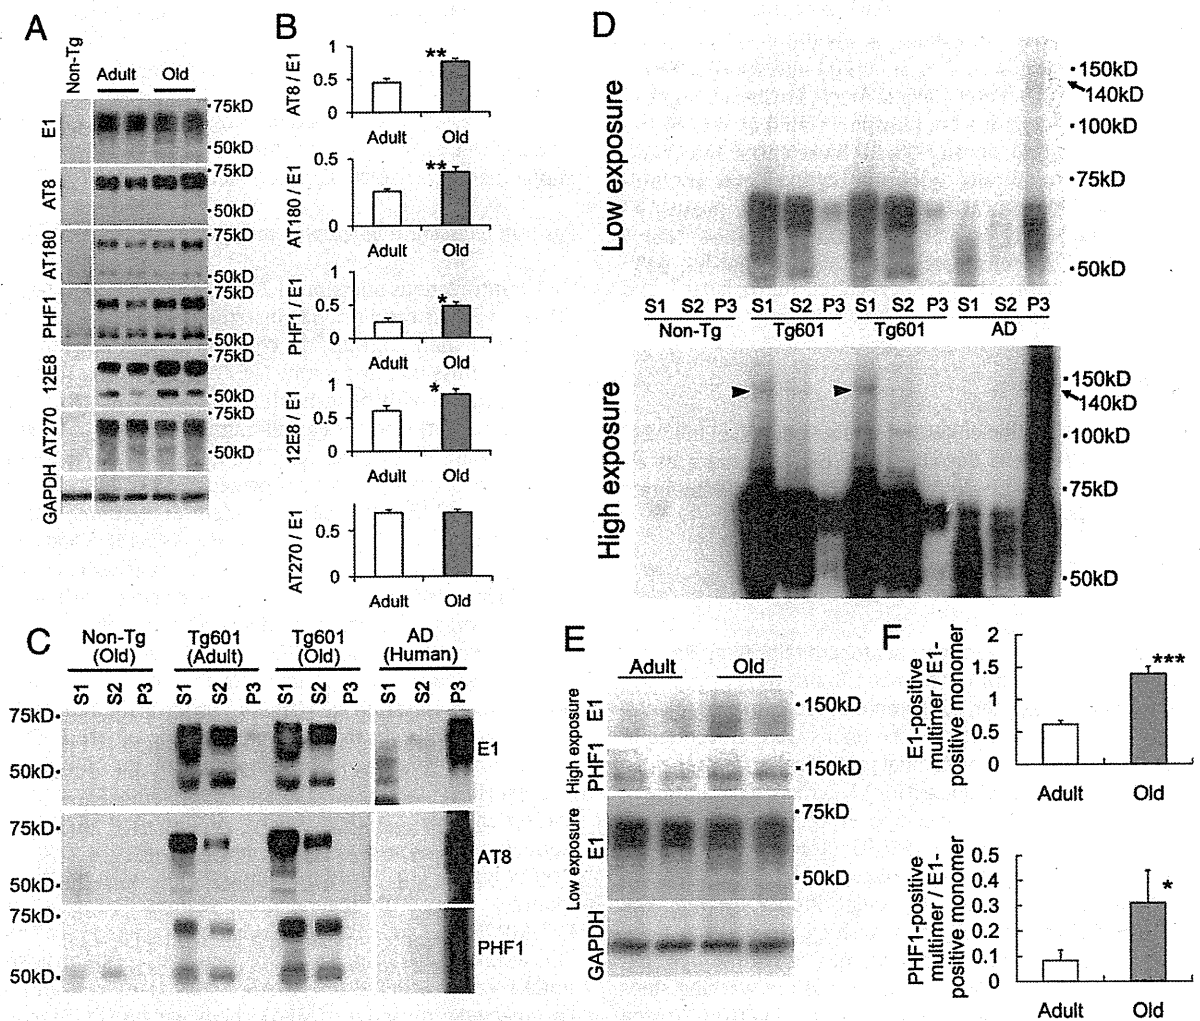 A
Non-Tg
Adult Old
E1
75kD
50kD
AT8
75kD
50kD
AT180
75kD
50kD
PHF1
75kD
50kD
12E8
75kD
50kD
AT270
75kD
50kD
GAPDH
B
AT8 / E1
1
0.5
0
**
Adult Old
AT180 / E1
0.5
0
**
Adult Old
PHF1 / E1
1
0.5
0
*
Adult Old
12E8 / E1
1
0.5
0
*
Adult Old
AT270 / E1
0.5
0
Adult Old
C
Non-Tg Tg601 Tg601 AD
(Old) (Adult) (Old) (Human)
S1 S2 P3 S1 S2 P3 S1 S2 P3 S1 S2 P3
75kD
50kD
E1
75kD
50kD
AT8
75kD
50kD
PHF1
D
Low exposure
150kD
140kD
100kD
75kD
50kD
S1 S2 P3 S1 S2 P3 S1 S2 P3 S1 S2 P3
Non-Tg Tg601 Tg601 AD
High exposure
150kD
140kD
100kD
75kD
50kD
E
Adult Old
High exposure
E1
150kD
PHF1
150kD
Low exposure
E1
75kD
50kD
GAPDH
F
E1-positive
multimer / E1-
positive monomer
2
1.5
1
0.5
0
***
Adult Old
PHF1-positive
multimer / E1-
positive monomer
0.5
0.4
0.3
0.2
0.1
0
*
Adult Old